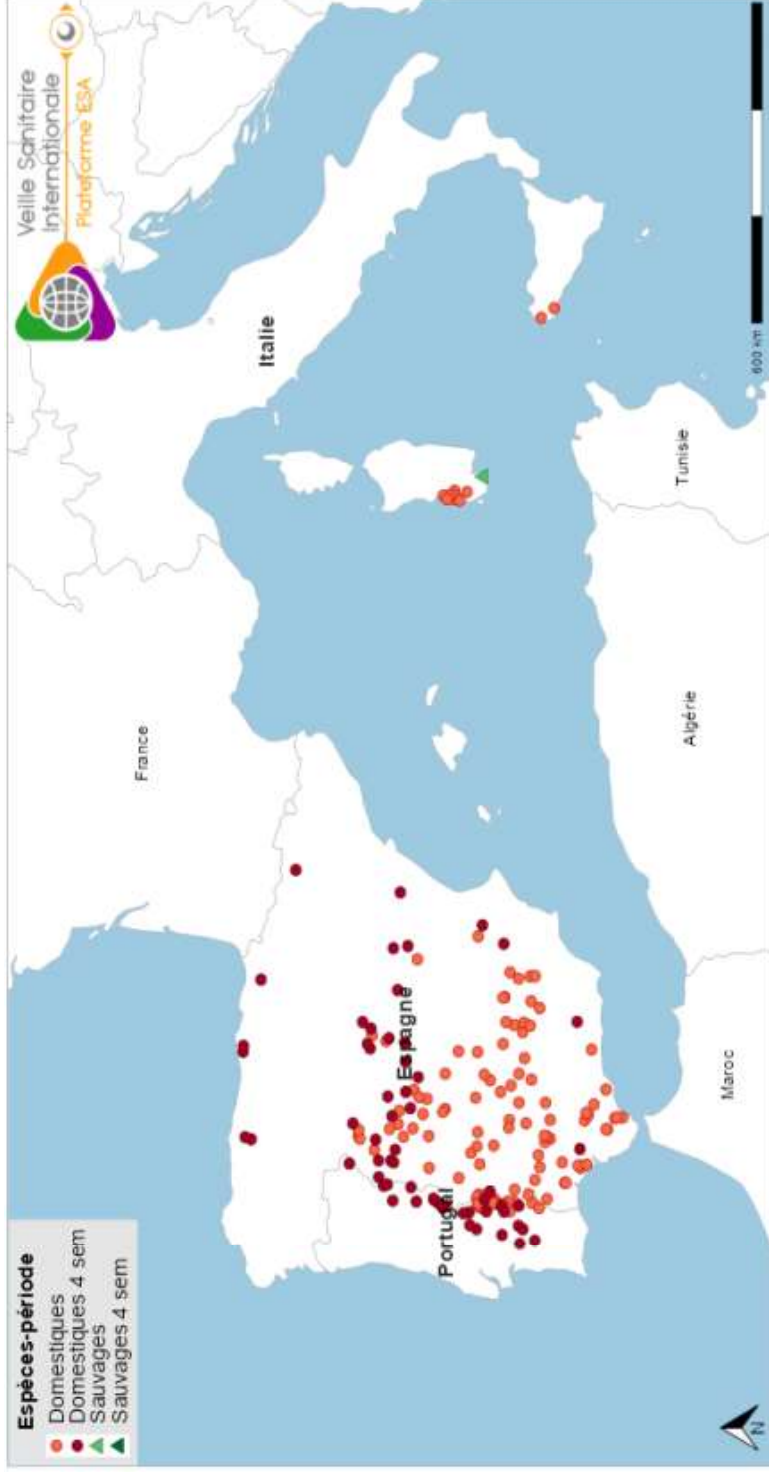 Espèces-période
Domestiques
Domestiques 4 sem
Sauvages
Sauvages 4 sem
Veille Sanitaire
Internationale
Plateforme ESA
France
Italie
Espagne
Portugal
Maroc
Algérie
Tunisie
600 km
N